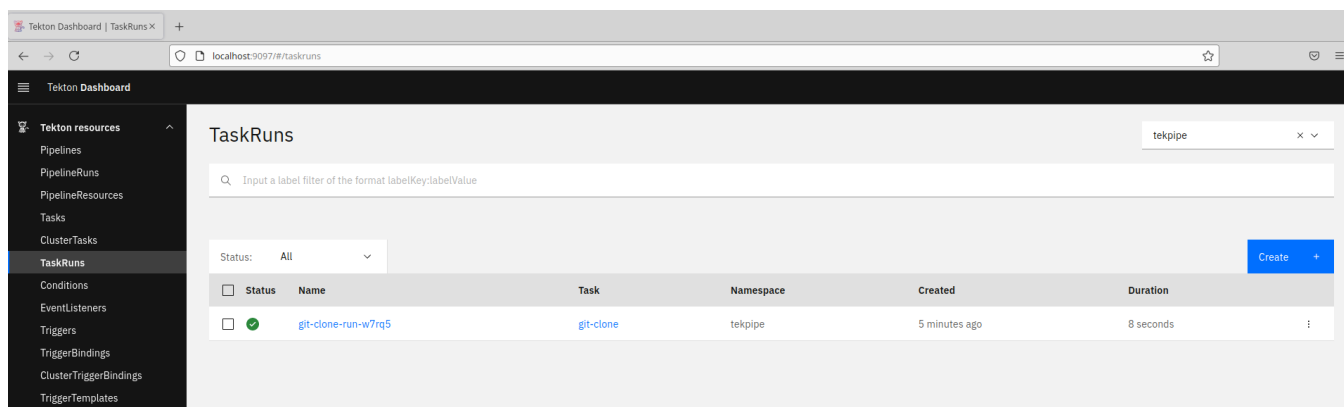 Tekton Dashboard | TaskRuns
localhost:9097/#/taskruns
Tekton Dashboard
Tekton resources
Pipelines
PipelineRuns
PipelineResources
Tasks
ClusterTasks
TaskRuns
Conditions
EventListeners
Triggers
TriggerBindings
ClusterTriggerBindings
TriggerTemplates
TaskRuns
tekpipe
Input a label filter of the format labelKey:labelValue
Status: All
Create +
Status Name Task Namespace Created Duration
git-clone-run-w7rq5 git-clone tekpipe 5 minutes ago 8 seconds